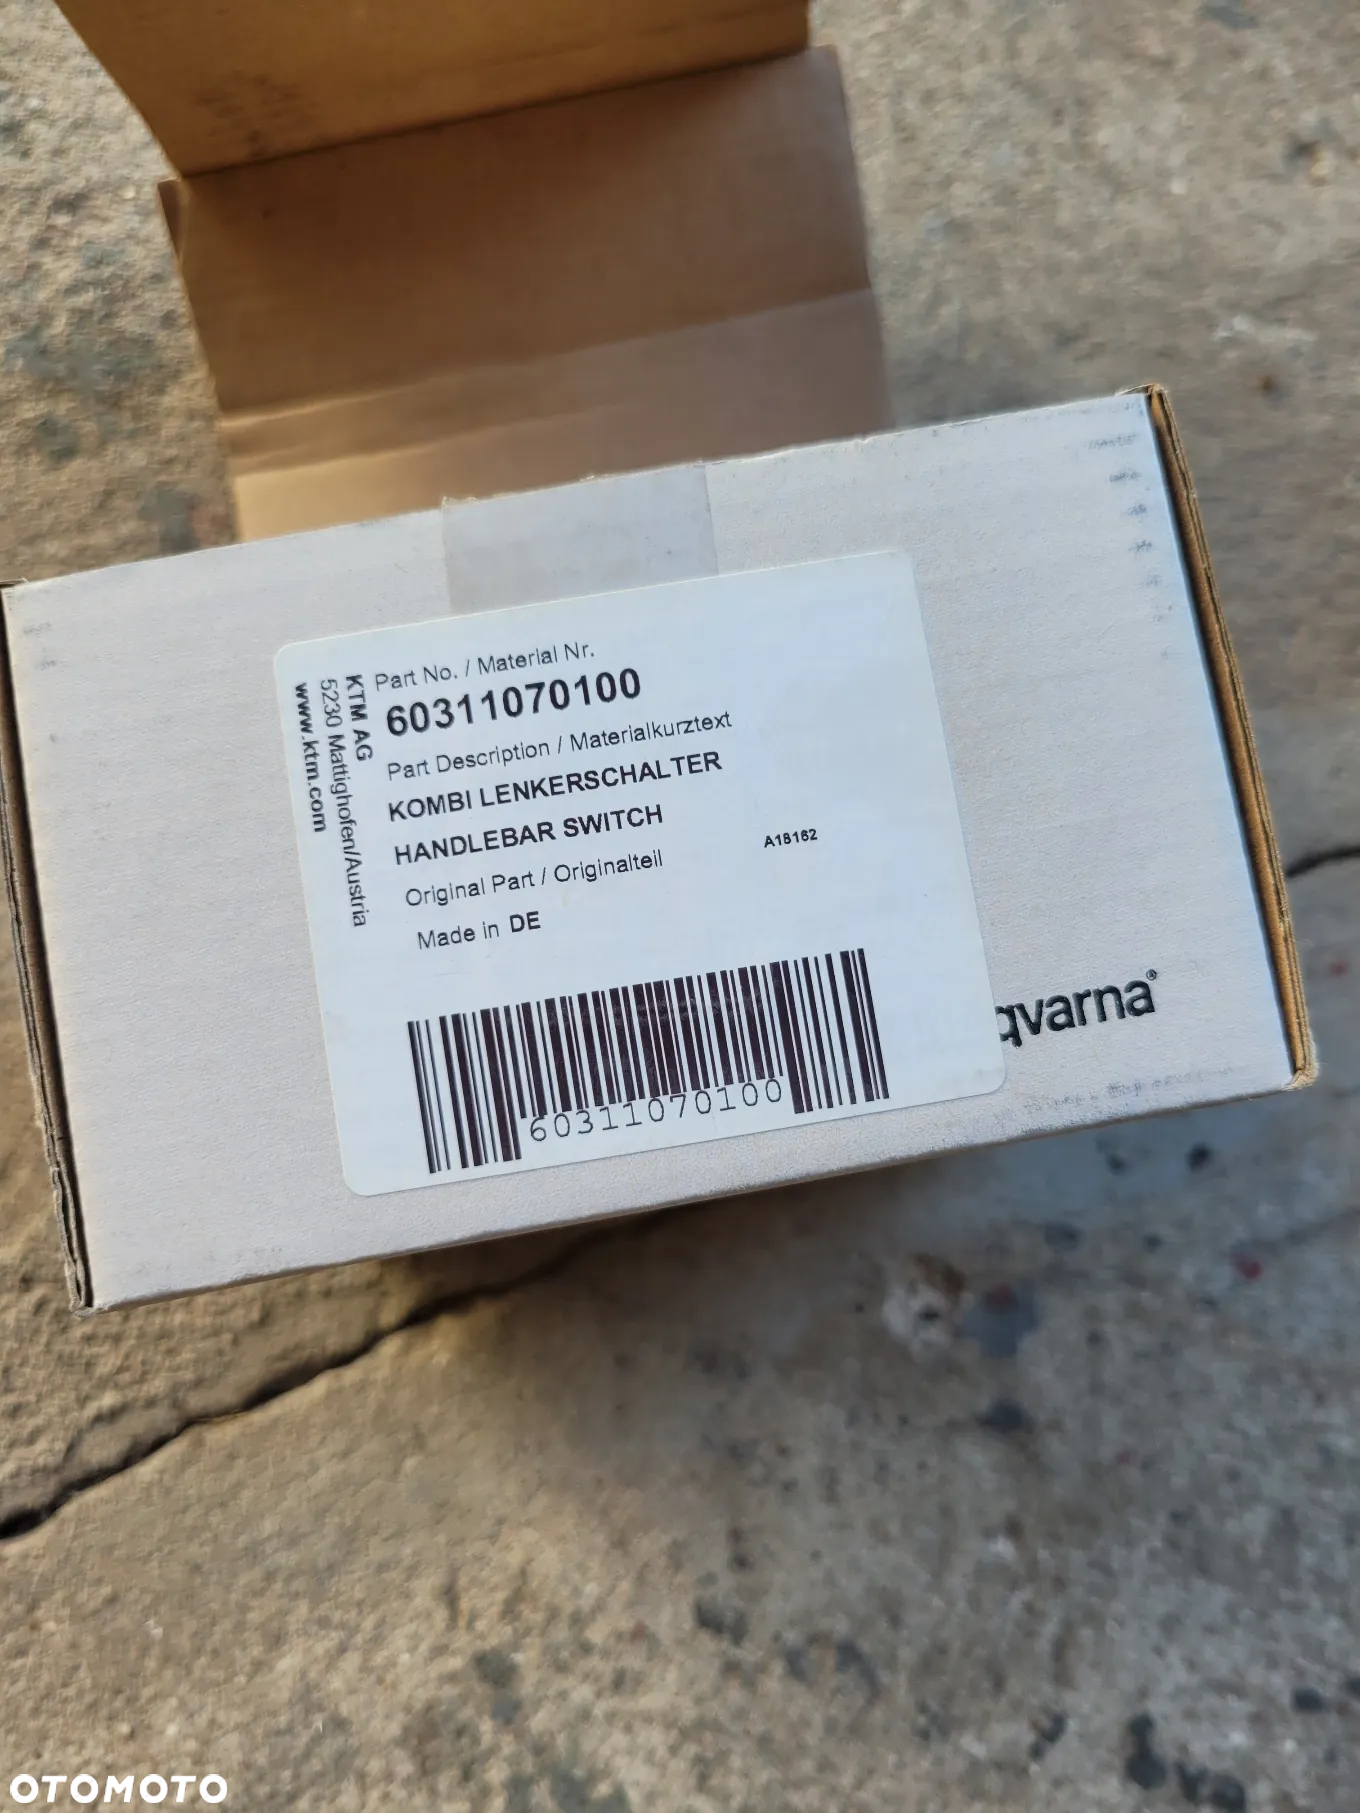 Part No. / Material Nr.
60311070100
Part Description / Materialkurztext
KOMBI LENKERSCHALTER
HANDLEBAR SWITCH
Original Part / Originalteil
A18162
Made in DE
60311070100
KTM AG
5230 Mattighofen/Austria
www.ktm.com
qvarna®
OTOMOTO